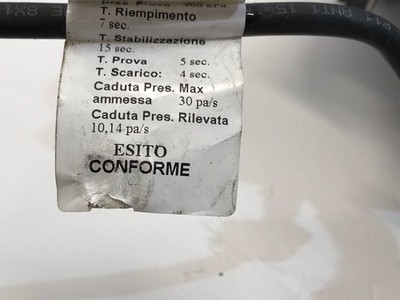 T. Riempimento
7 sec.
T. Stabilizzazione
15 sec.
T. Prova 5 sec.
T. Scarico: 4 sec.
Caduta Pres. Max
ammessa 30 pa/s
Caduta Pres. Rilevata
10,14 pa/s
ESITO
CONFORME